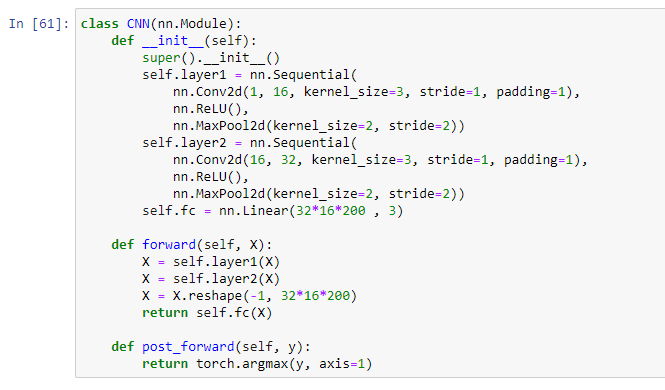 In [61]: class CNN(nn.Module):
    def __init__(self):
        super().__init__()
        self.layer1 = nn.Sequential(
            nn.Conv2d(1, 16, kernel_size=3, stride=1, padding=1),
            nn.ReLU(),
            nn.MaxPool2d(kernel_size=2, stride=2))
        self.layer2 = nn.Sequential(
            nn.Conv2d(16, 32, kernel_size=3, stride=1, padding=1),
            nn.ReLU(),
            nn.MaxPool2d(kernel_size=2, stride=2))
        self.fc = nn.Linear(32*16*200 , 3)

    def forward(self, X):
        X = self.layer1(X)
        X = self.layer2(X)
        X = X.reshape(-1, 32*16*200)
        return self.fc(X)

    def post_forward(self, y):
        return torch.argmax(y, axis=1)